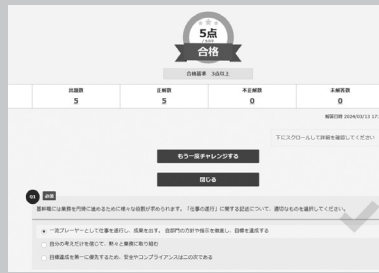 5点
合格
合格基準 3点以上
出題数 正解数 不正解数 未解答数
5 5 0 0
解答日時 2024/03/13 17:
下にスクロールして詳細を確認してください
もう一度チャレンジする
閉じる
Q1 必須
基幹職には業務を円滑に進めるために様々な役割が求められます。「仕事の遂行」に関する記述について、適切なものを選択してください。
一流プレーヤーとして仕事を遂行し、成果を出す。自部門の方針や指示を徹底し、目標を達成する
自分の考えだけを信じて、黙々と業務に取り組む
目標達成を第一に優先するため、安全やコンプライアンスは二の次である